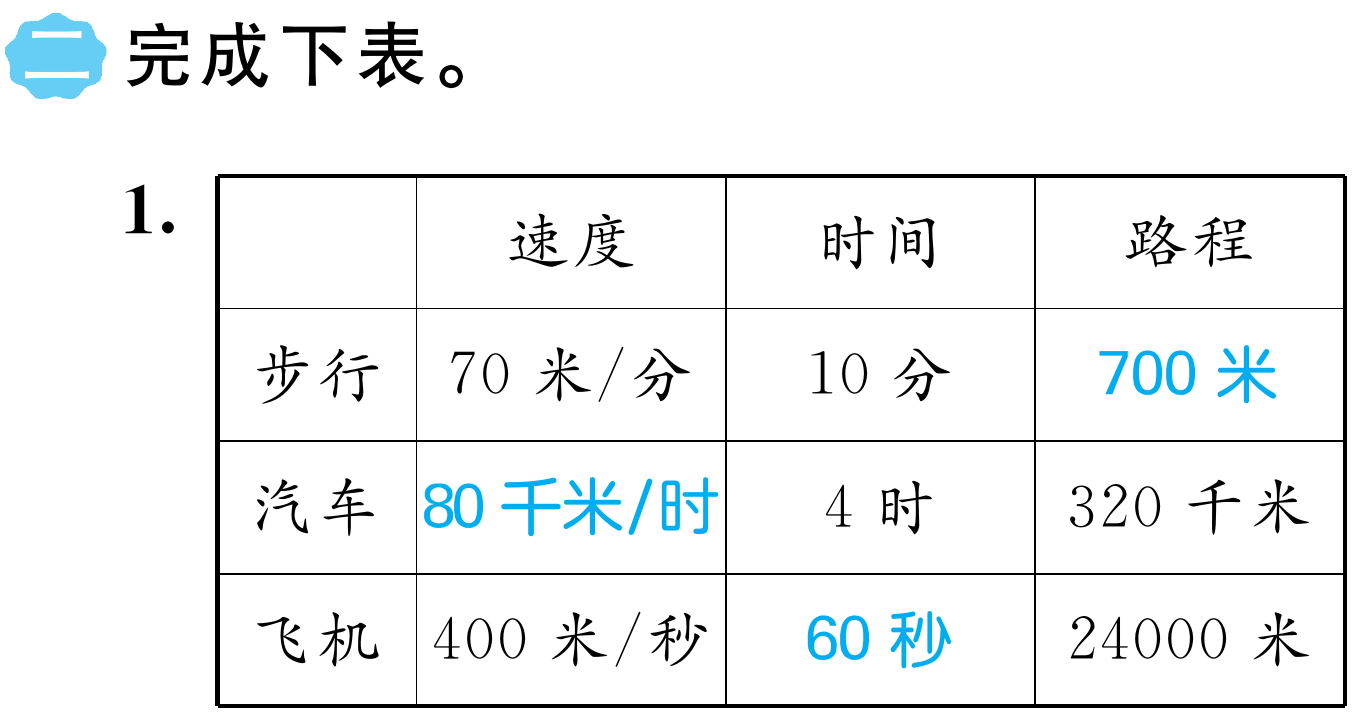 二 完成下表。
1.
速度 时间 路程
步行 70 米/分 10 分 700 米
汽车 80 千米/时 4 时 320 千米
飞机 400 米/秒 60 秒 24000 米